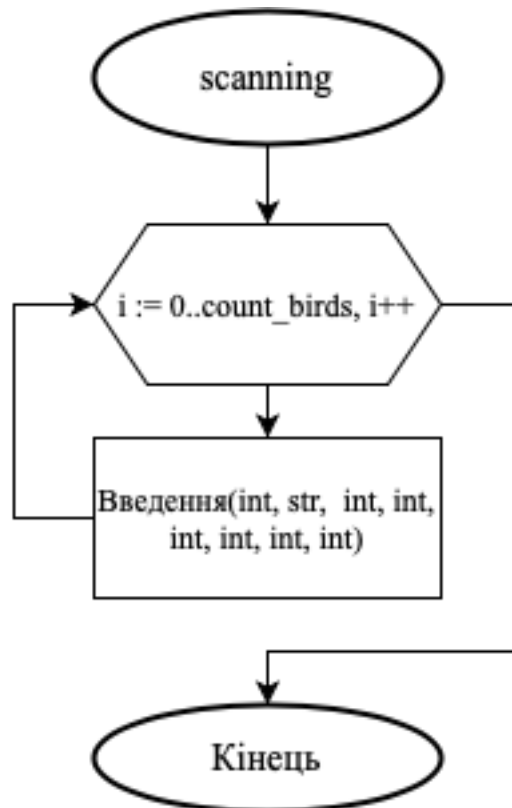 scanning
i := 0..count_birds, i++
Введення(int, str, int, int,
int, int, int, int)
Кінець